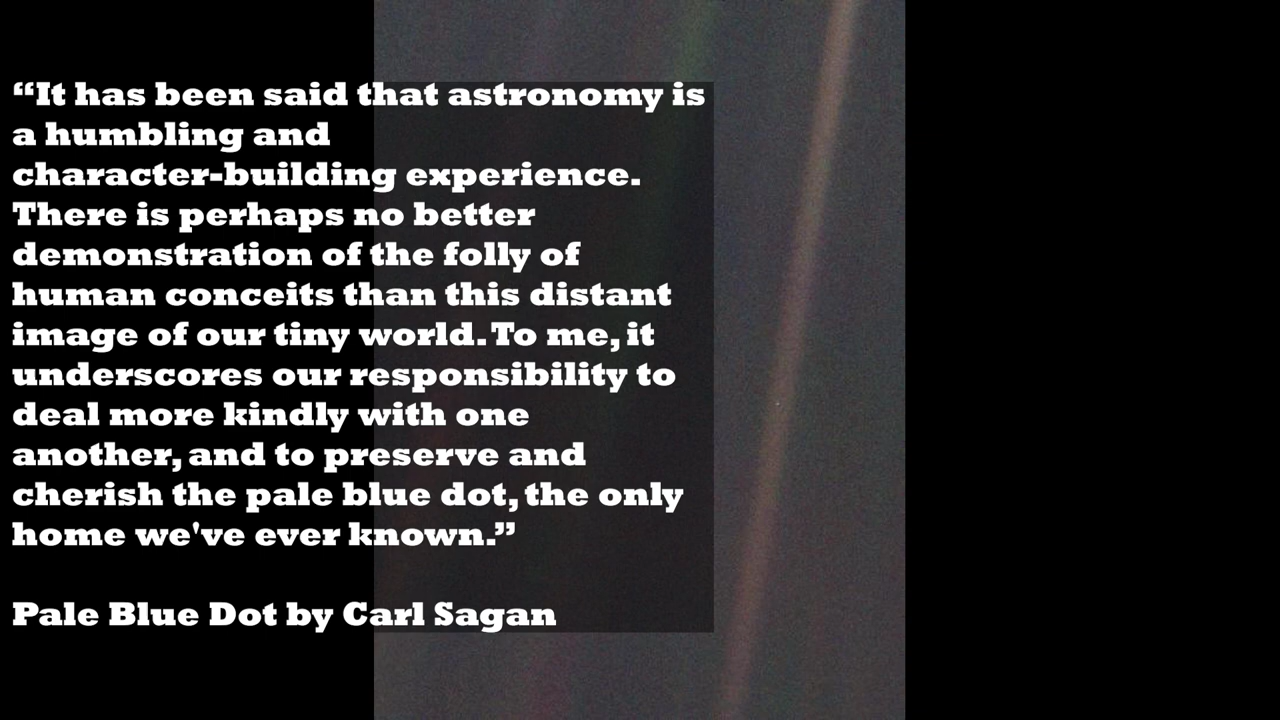 “It has been said that astronomy is
a humbling and
character-building experience.
There is perhaps no better
demonstration of the folly of
human conceits than this distant
image of our tiny world. To me, it
underscores our responsibility to
deal more kindly with one
another, and to preserve and
cherish the pale blue dot, the only
home we've ever known.”
Pale Blue Dot by Carl Sagan